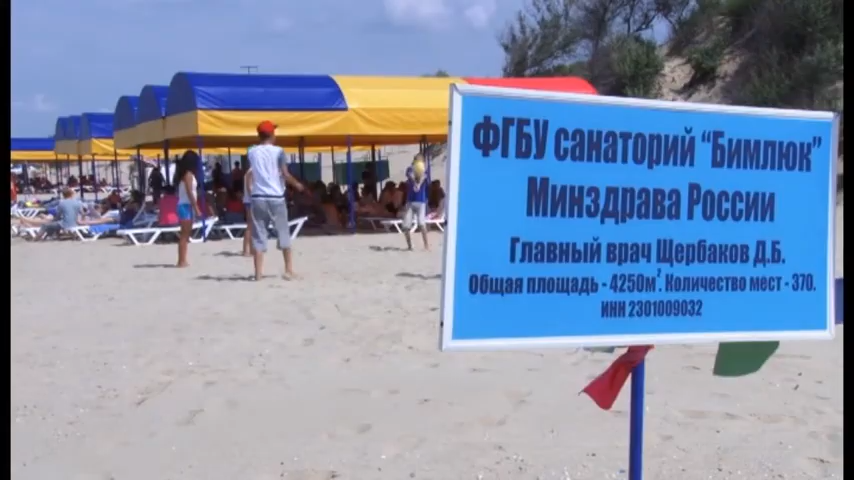 ФГБУ санаторий "Бимлюк"
Минздрава России
Главный врач Щербаков Д.Б.
Общая площадь - 4250м². Количество мест - 370.
ИНН 2301009032